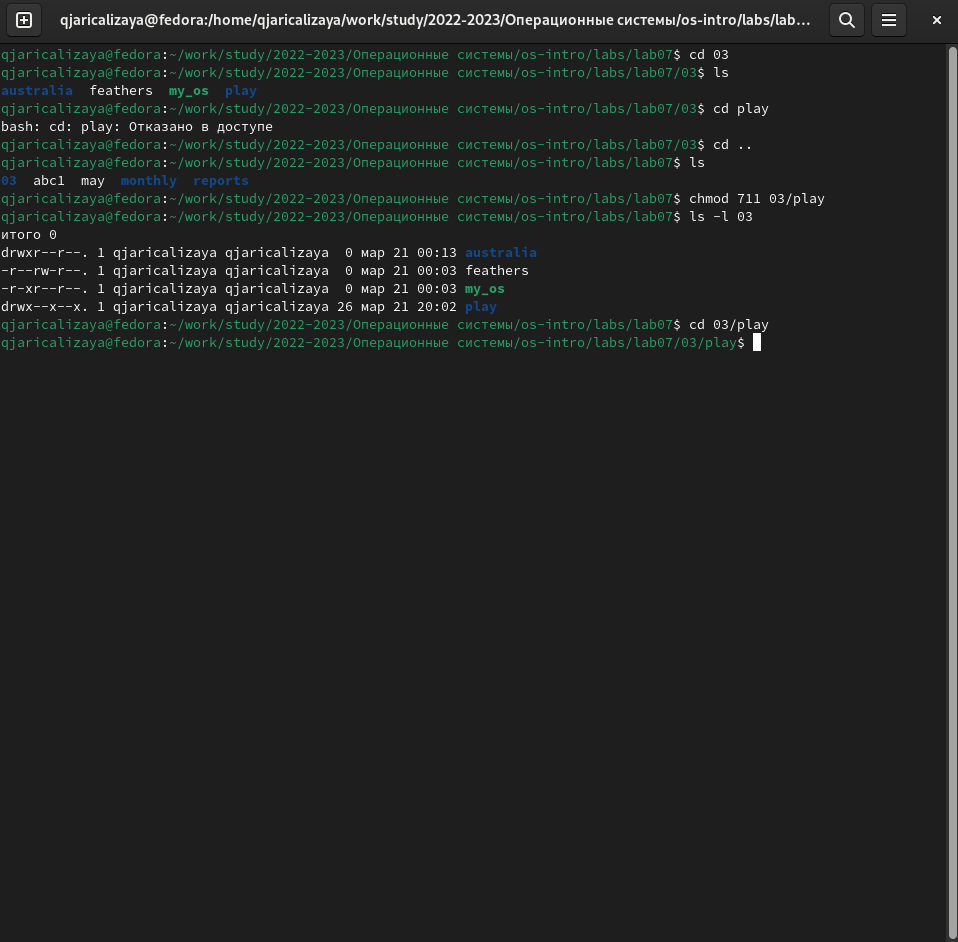 qjaricalizaya@fedora:/home/qjaricalizaya/work/study/2022-2023/Операционные системы/os-intro/labs/lab...
qjaricalizaya@fedora:~/work/study/2022-2023/Операционные системы/os-intro/labs/lab07$ cd 03
qjaricalizaya@fedora:~/work/study/2022-2023/Операционные системы/os-intro/labs/lab07/03$ ls
australia  feathers  my_os  play
qjaricalizaya@fedora:~/work/study/2022-2023/Операционные системы/os-intro/labs/lab07/03$ cd play
bash: cd: play: Отказано в доступе
qjaricalizaya@fedora:~/work/study/2022-2023/Операционные системы/os-intro/labs/lab07/03$ cd ..
qjaricalizaya@fedora:~/work/study/2022-2023/Операционные системы/os-intro/labs/lab07$ ls
03  abc1  may  monthly  reports
qjaricalizaya@fedora:~/work/study/2022-2023/Операционные системы/os-intro/labs/lab07$ chmod 711 03/play
qjaricalizaya@fedora:~/work/study/2022-2023/Операционные системы/os-intro/labs/lab07$ ls -l 03
итого 0
drwxr--r--. 1 qjaricalizaya qjaricalizaya  0 мар 21 00:13 australia
-r--rw-r--. 1 qjaricalizaya qjaricalizaya  0 мар 21 00:03 feathers
-r-xr--r--. 1 qjaricalizaya qjaricalizaya  0 мар 21 00:03 my_os
drwx--x--x. 1 qjaricalizaya qjaricalizaya 26 мар 21 20:02 play
qjaricalizaya@fedora:~/work/study/2022-2023/Операционные системы/os-intro/labs/lab07$ cd 03/play
qjaricalizaya@fedora:~/work/study/2022-2023/Операционные системы/os-intro/labs/lab07/03/play$